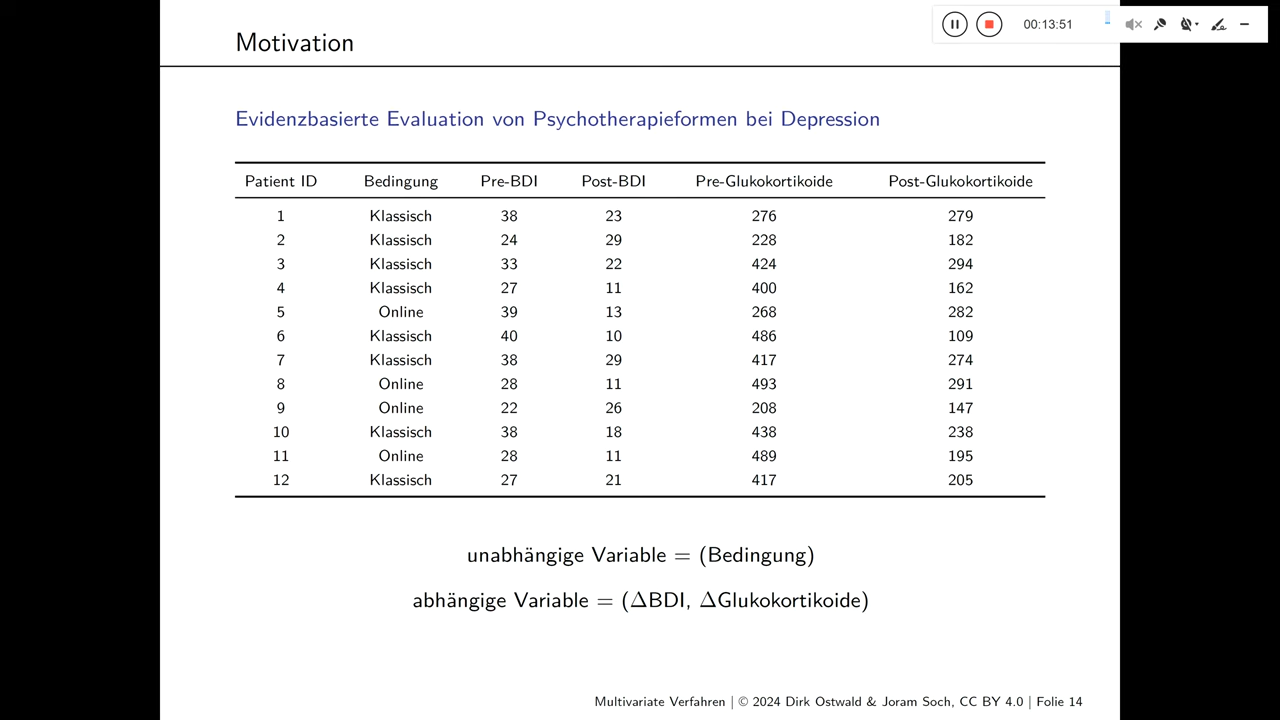 00:13:51
Motivation
Evidenzbasierte Evaluation von Psychotherapieformen bei Depression
Patient ID Bedingung Pre-BDI Post-BDI Pre-Glukokortikoide Post-Glukokortikoide
1 Klassisch 38 23 276 279
2 Klassisch 24 29 228 182
3 Klassisch 33 22 424 294
4 Klassisch 27 11 400 162
5 Online 39 13 268 282
6 Klassisch 40 10 486 109
7 Klassisch 38 29 417 274
8 Online 28 11 493 291
9 Online 22 26 208 147
10 Klassisch 38 18 438 238
11 Online 28 11 489 195
12 Klassisch 27 21 417 205
unabhängige Variable = (Bedingung)
abhängige Variable = (ΔBDI, ΔGlukokortikoide)
Multivariate Verfahren | © 2024 Dirk Ostwald & Joram Soch, CC BY 4.0 | Folie 14